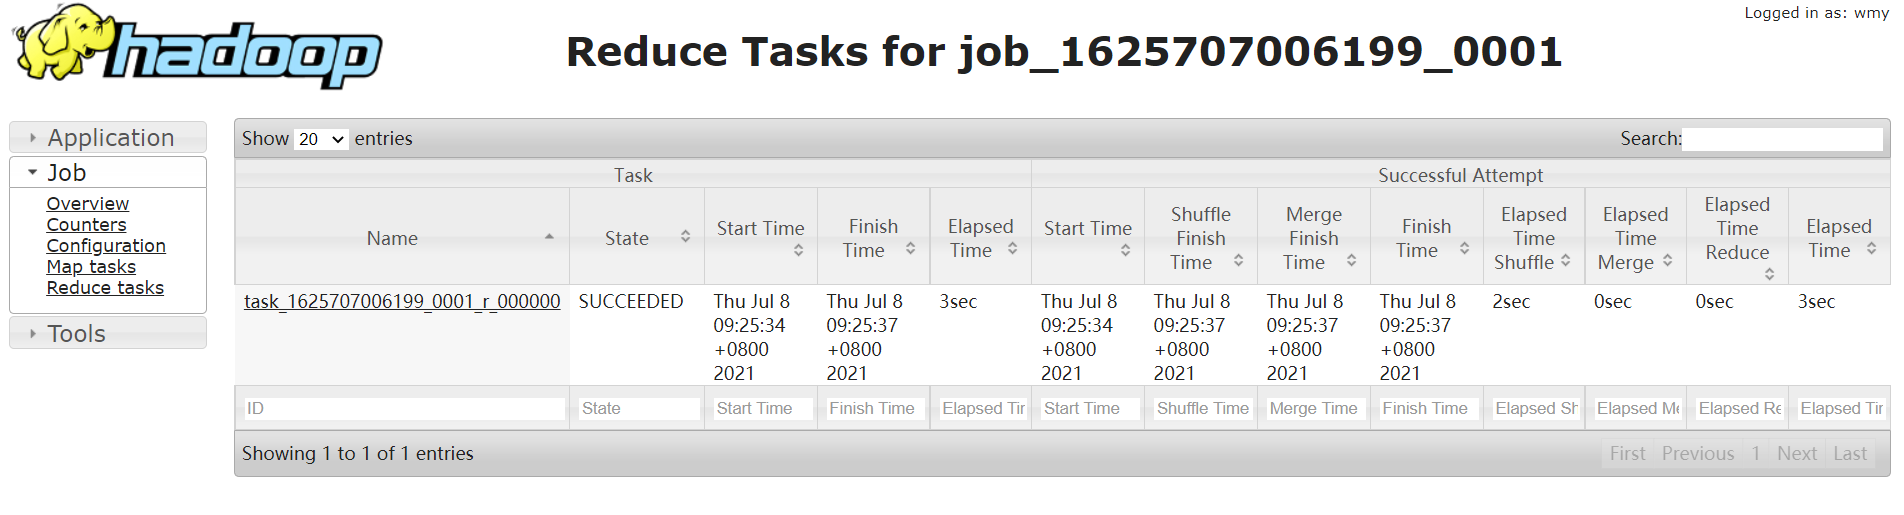 Logged in as: wmy
hadoop
Reduce Tasks for job_1625707006199_0001
Application
Job
Overview
Counters
Configuration
Map tasks
Reduce tasks
Tools
Show 20 entries
Search:
Task
Successful Attempt
Name
State
Start Time
Finish
Time
Elapsed
Time
Start Time
Shuffle
Finish
Time
Merge
Finish
Time
Finish
Time
Elapsed
Time
Shuffle
Elapsed
Time
Merge
Elapsed
Time
Reduce
Elapsed
Time
task_1625707006199_0001_r_000000
SUCCEEDED
Thu Jul 8
09:25:34
+0800
2021
Thu Jul 8
09:25:37
+0800
2021
3sec
Thu Jul 8
09:25:34
+0800
2021
Thu Jul 8
09:25:37
+0800
2021
Thu Jul 8
09:25:37
+0800
2021
Thu Jul 8
09:25:37
+0800
2021
2sec
0sec
0sec
3sec
ID
State
Start Time
Finish Time
Elapsed Tir
Start Time
Shuffle Time
Merge Time
Finish Time
Elapsed Sh
Elapsed Me
Elapsed Re
Elapsed Tir
Showing 1 to 1 of 1 entries
First Previous 1 Next Last